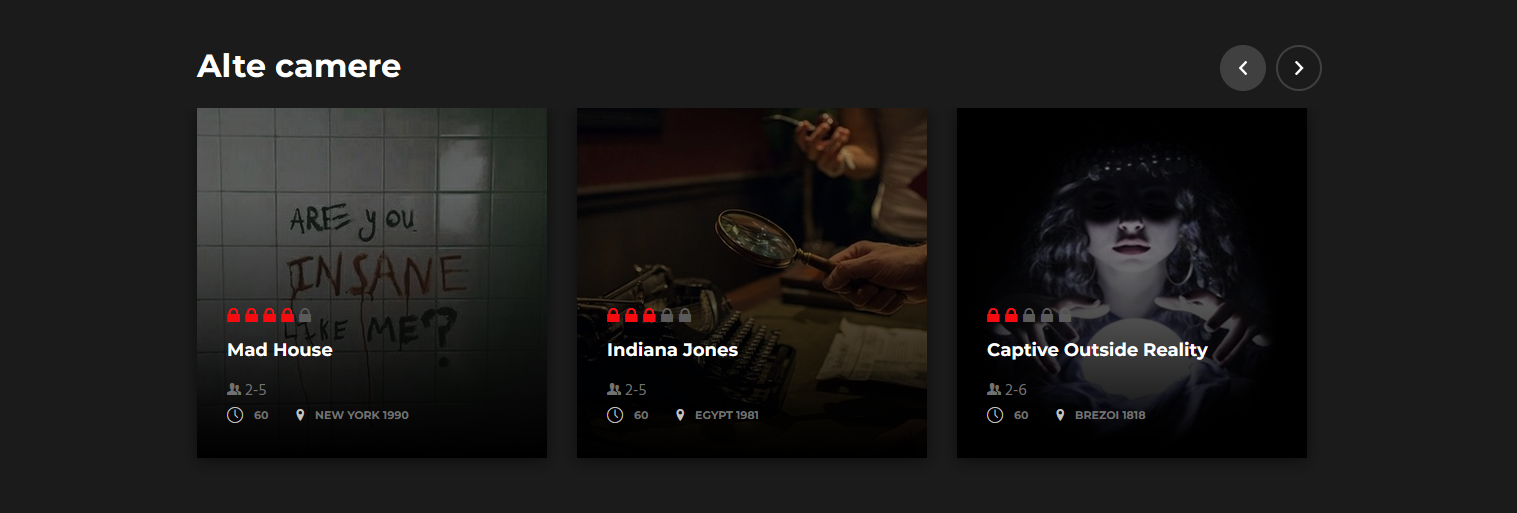 Alte camere
ARE you
INSANE
LIKE ME?
Mad House
2-5
60 NEW YORK 1990
Indiana Jones
2-5
60 EGYPT 1981
Captive Outside Reality
2-6
60 BREZOI 1818